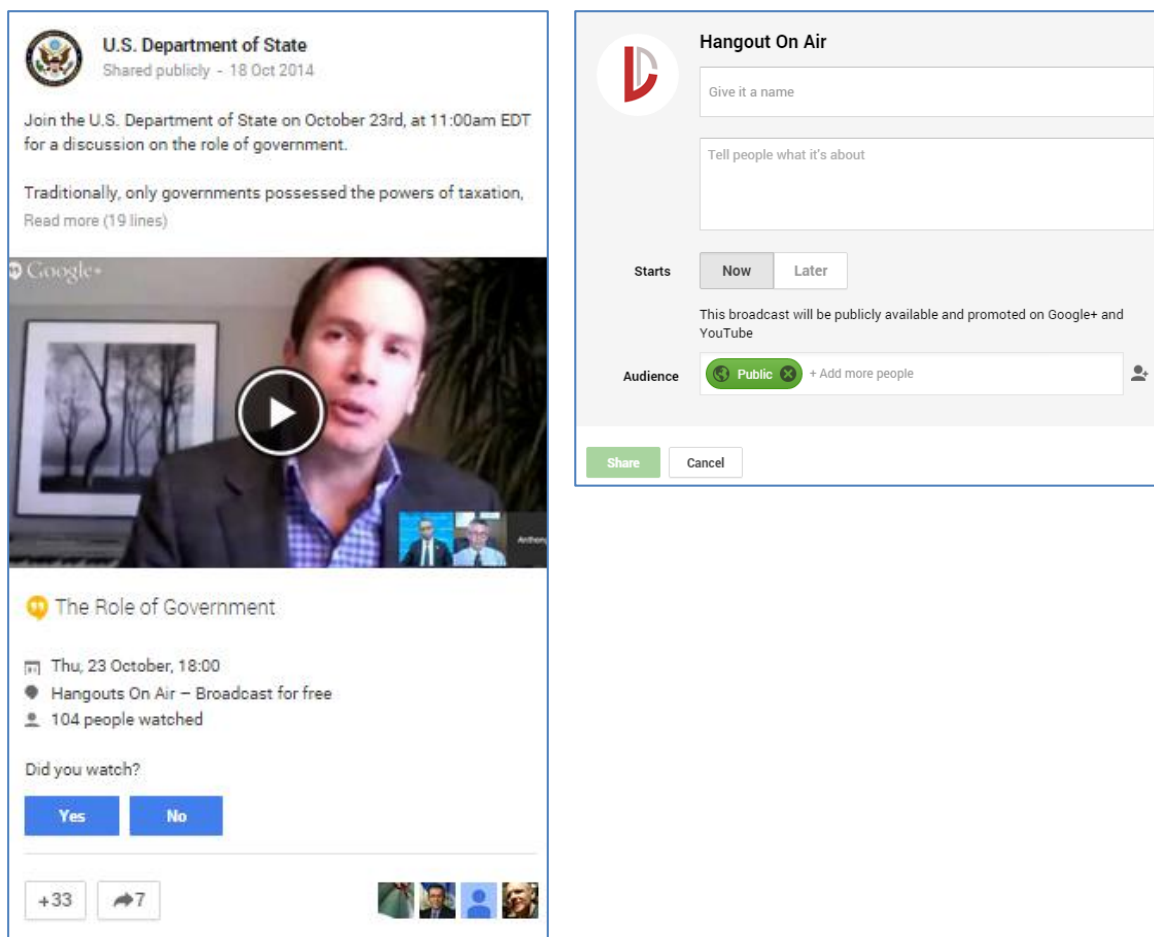 U.S. Department of State
Shared publicly - 18 Oct 2014
Join the U.S. Department of State on October 23rd, at 11:00am EDT
for a discussion on the role of government.
Traditionally, only governments possessed the powers of taxation,
Read more (19 lines)
Google+
Anthony
The Role of Government
Thu, 23 October, 18:00
Hangouts On Air – Broadcast for free
104 people watched
Did you watch?
Yes No
+33 7
Hangout On Air
Give it a name
Tell people what it's about
Starts Now Later
This broadcast will be publicly available and promoted on Google+ and
YouTube
Audience Public + Add more people
Share Cancel